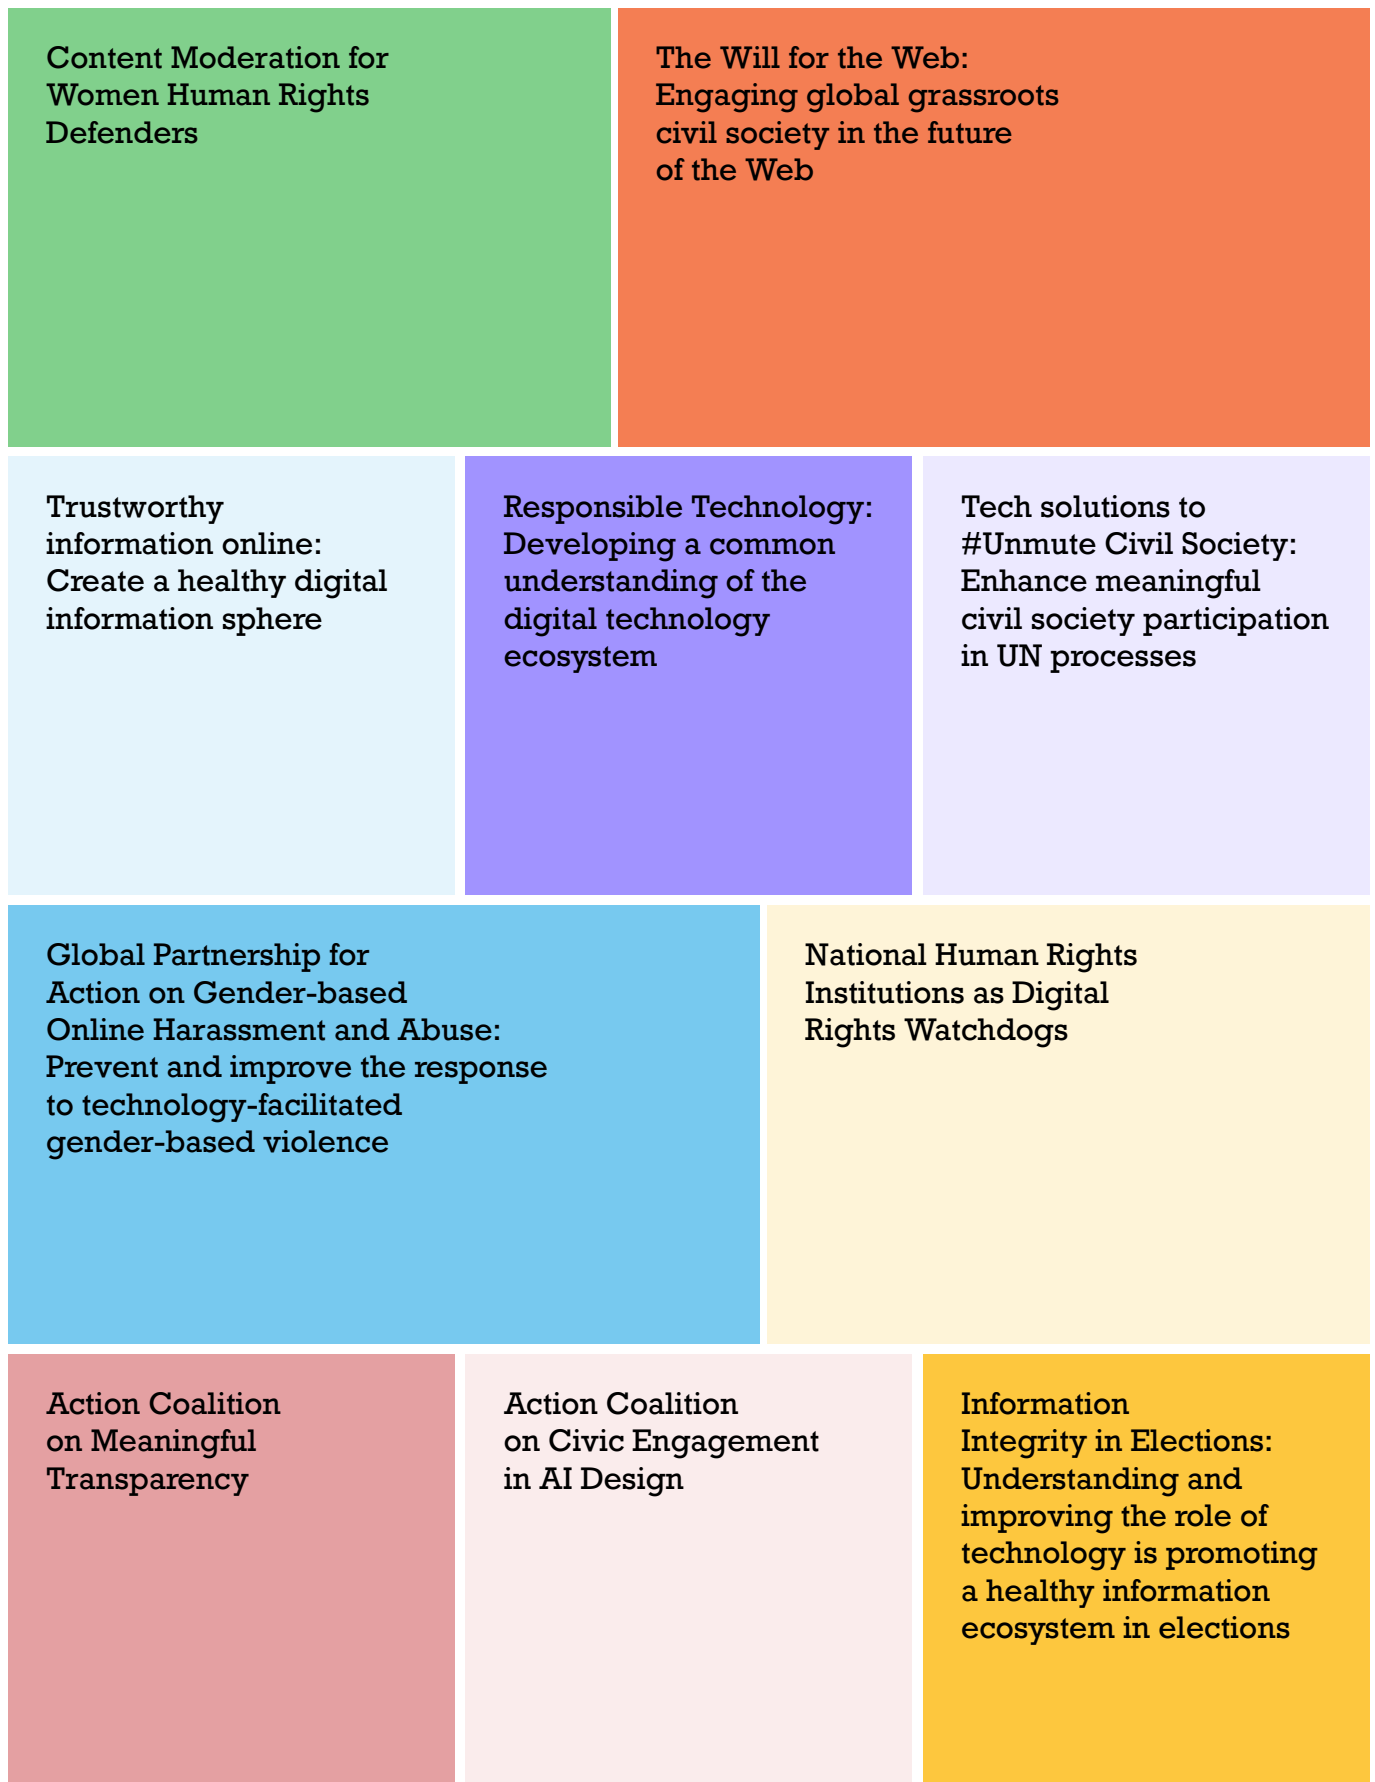 Content Moderation for
Women Human Rights
Defenders
The Will for the Web:
Engaging global grassroots
civil society in the future
of the Web
Trustworthy
information online:
Create a healthy digital
information sphere
Responsible Technology:
Developing a common
understanding of the
digital technology
ecosystem
Tech solutions to
#Unmute Civil Society:
Enhance meaningful
civil society participation
in UN processes
Global Partnership for
Action on Gender-based
Online Harassment and Abuse:
Prevent and improve the response
to technology-facilitated
gender-based violence
National Human Rights
Institutions as Digital
Rights Watchdogs
Action Coalition
on Meaningful
Transparency
Action Coalition
on Civic Engagement
in AI Design
Information
Integrity in Elections:
Understanding and
improving the role of
technology is promoting
a healthy information
ecosystem in elections